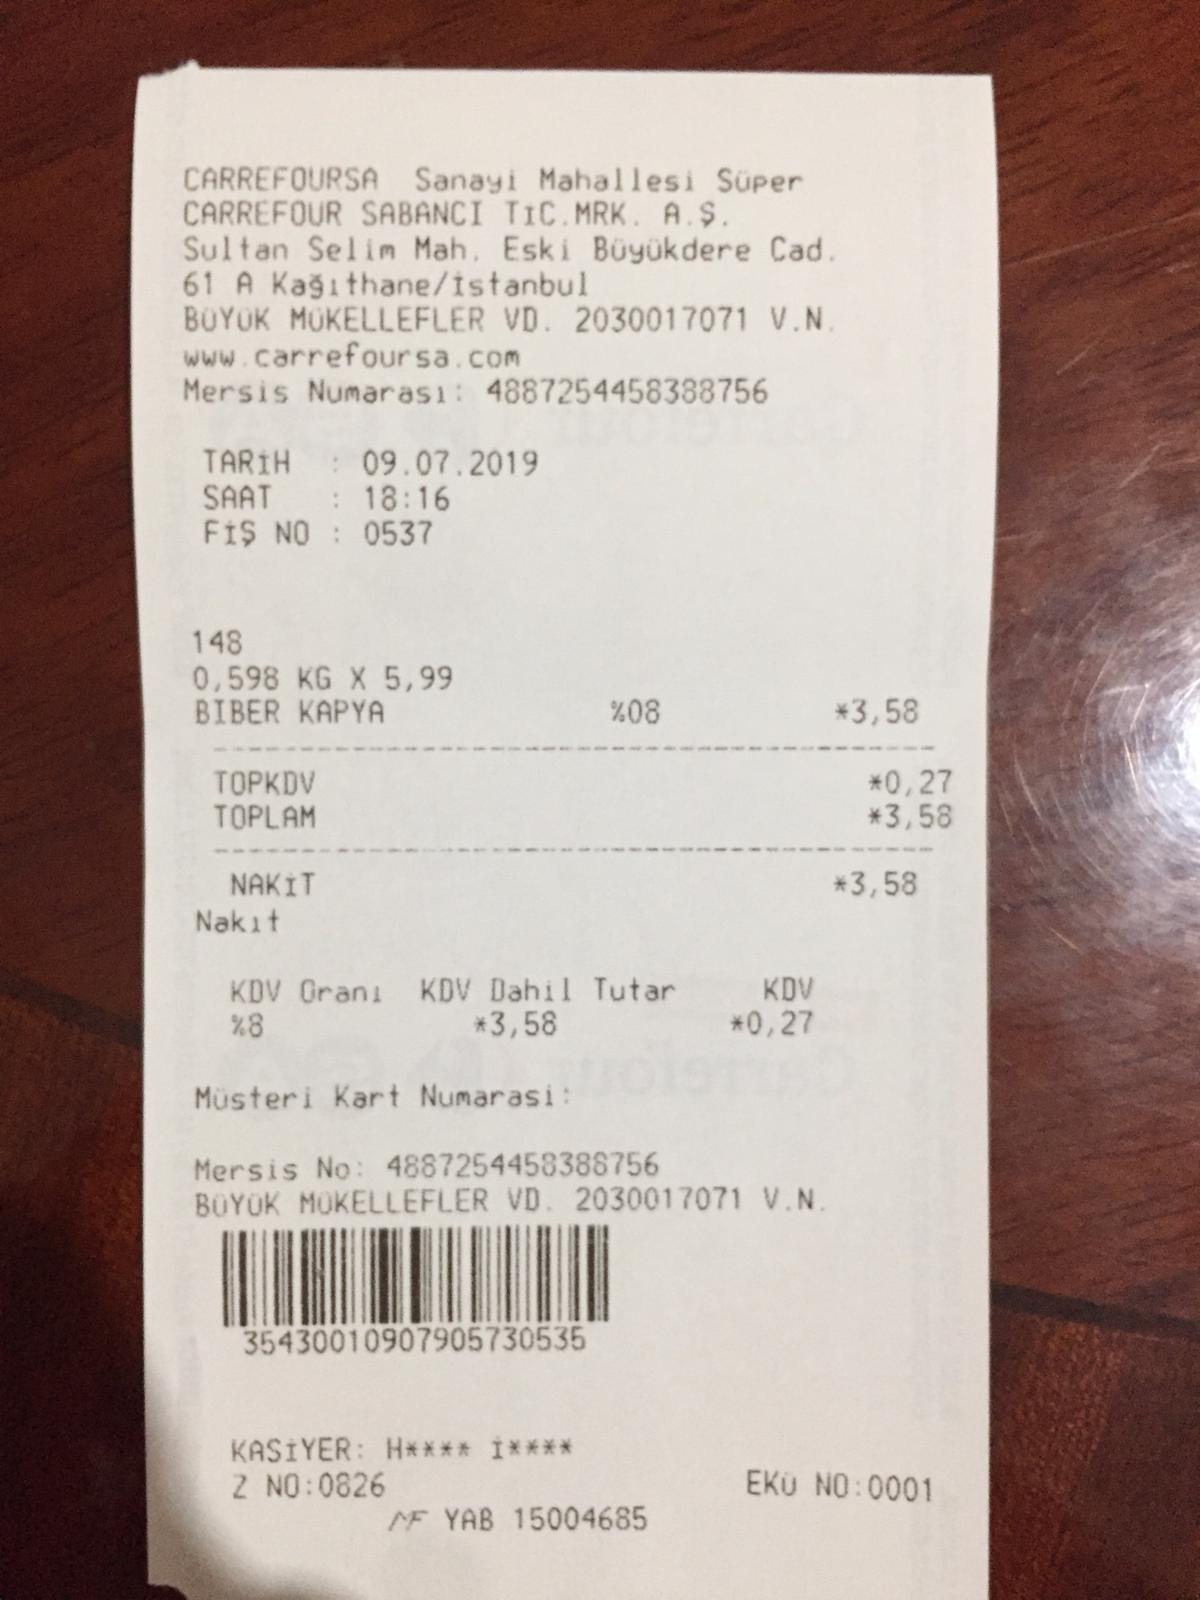 CARREFOURSA Sanayi Mahallesi Süper
CARREFOUR SABANCI TİC.MRK. A.Ş.
Sultan Selim Mah. Eski Büyükdere Cad.
61 A Kağıthane/İstanbul
BÜYÜK MÜKELLEFLER VD. 2030017071 V.N.
www.carrefoursa.com
Mersis Numarası: 4887254458388756
TARİH : 09.07.2019
SAAT : 18:16
FİŞ NO : 0537
148
0,598 KG X 5,99
BIBER KAPYA %08 *3,58
TOPKDV *0,27
TOPLAM *3,58
NAKİT *3,58
Nakıt
KDV Oranı KDV Dahil Tutar KDV
%8 *3,58 *0,27
Müsteri Kart Numarasi:
Mersis No: 4887254458388756
BÜYÜK MÜKELLEFLER VD. 2030017071 V.N.
35430010907905730535
KASİYER: H**** İ****
Z NO:0826 EKÜ NO:0001
MF YAB 15004685